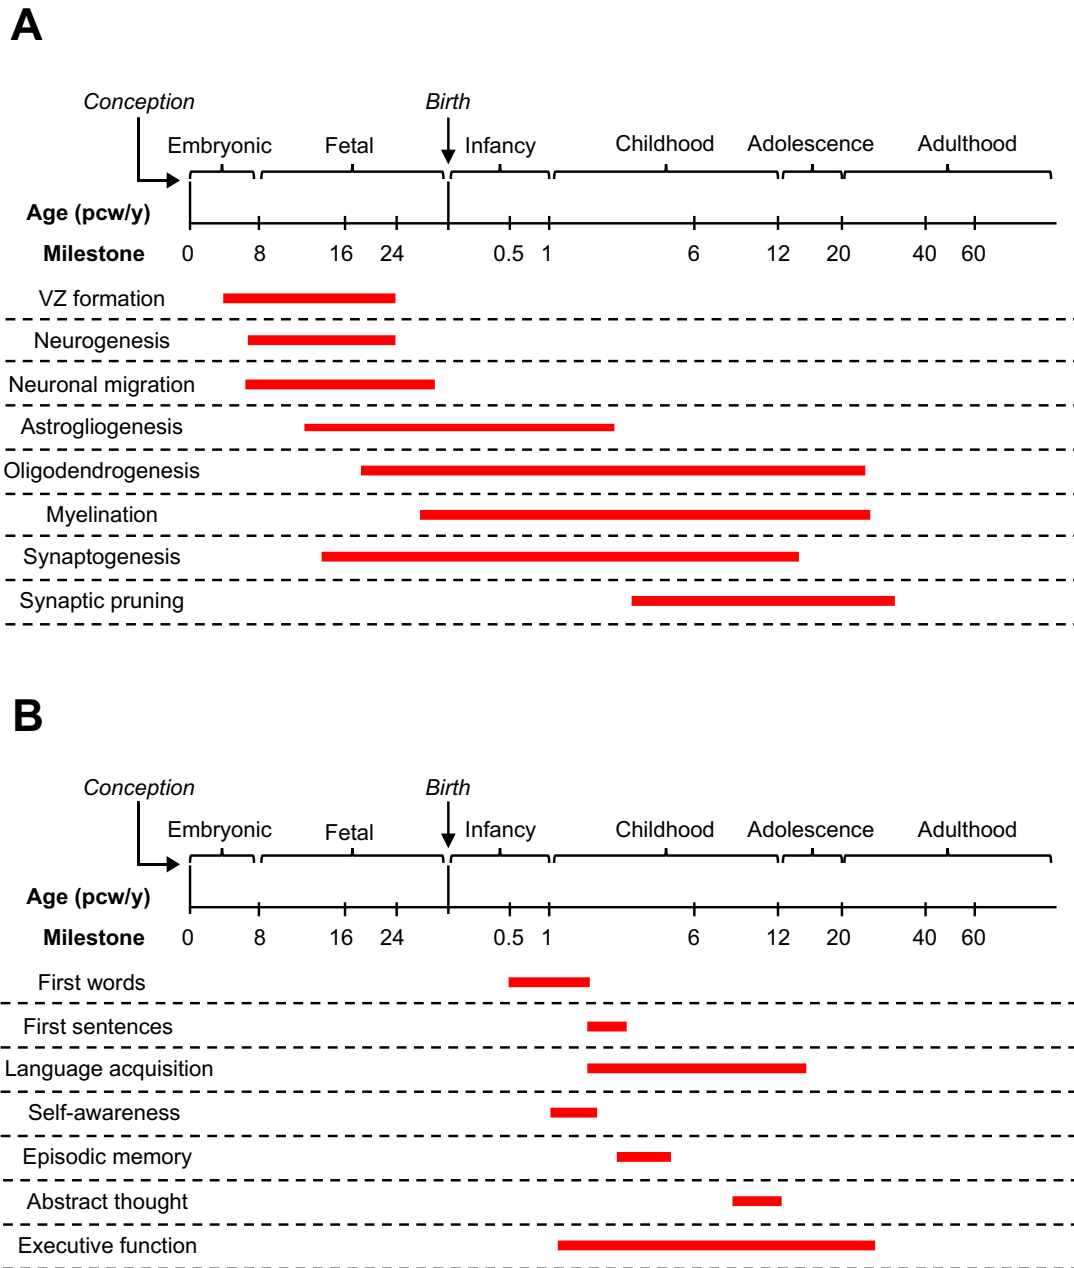 A
Conception Birth
Embryonic Fetal Infancy Childhood Adolescence Adulthood
Age (pcw/y)
Milestone 0 8 16 24 0.5 1 6 12 20 40 60
VZ formation
Neurogenesis
Neuronal migration
Astrogliogenesis
Oligodendrogenesis
Myelination
Synaptogenesis
Synaptic pruning
B
Conception Birth
Embryonic Fetal Infancy Childhood Adolescence Adulthood
Age (pcw/y)
Milestone 0 8 16 24 0.5 1 6 12 20 40 60
First words
First sentences
Language acquisition
Self-awareness
Episodic memory
Abstract thought
Executive function